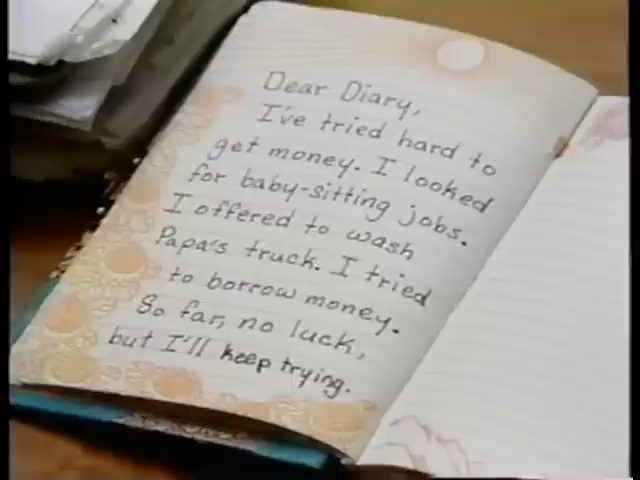 Dear Diary,
I've tried hard to
get money. I looked
for baby-sitting jobs.
I offered to wash
Papa's truck. I tried
to borrow money.
So far, no luck,
but I'll keep trying.